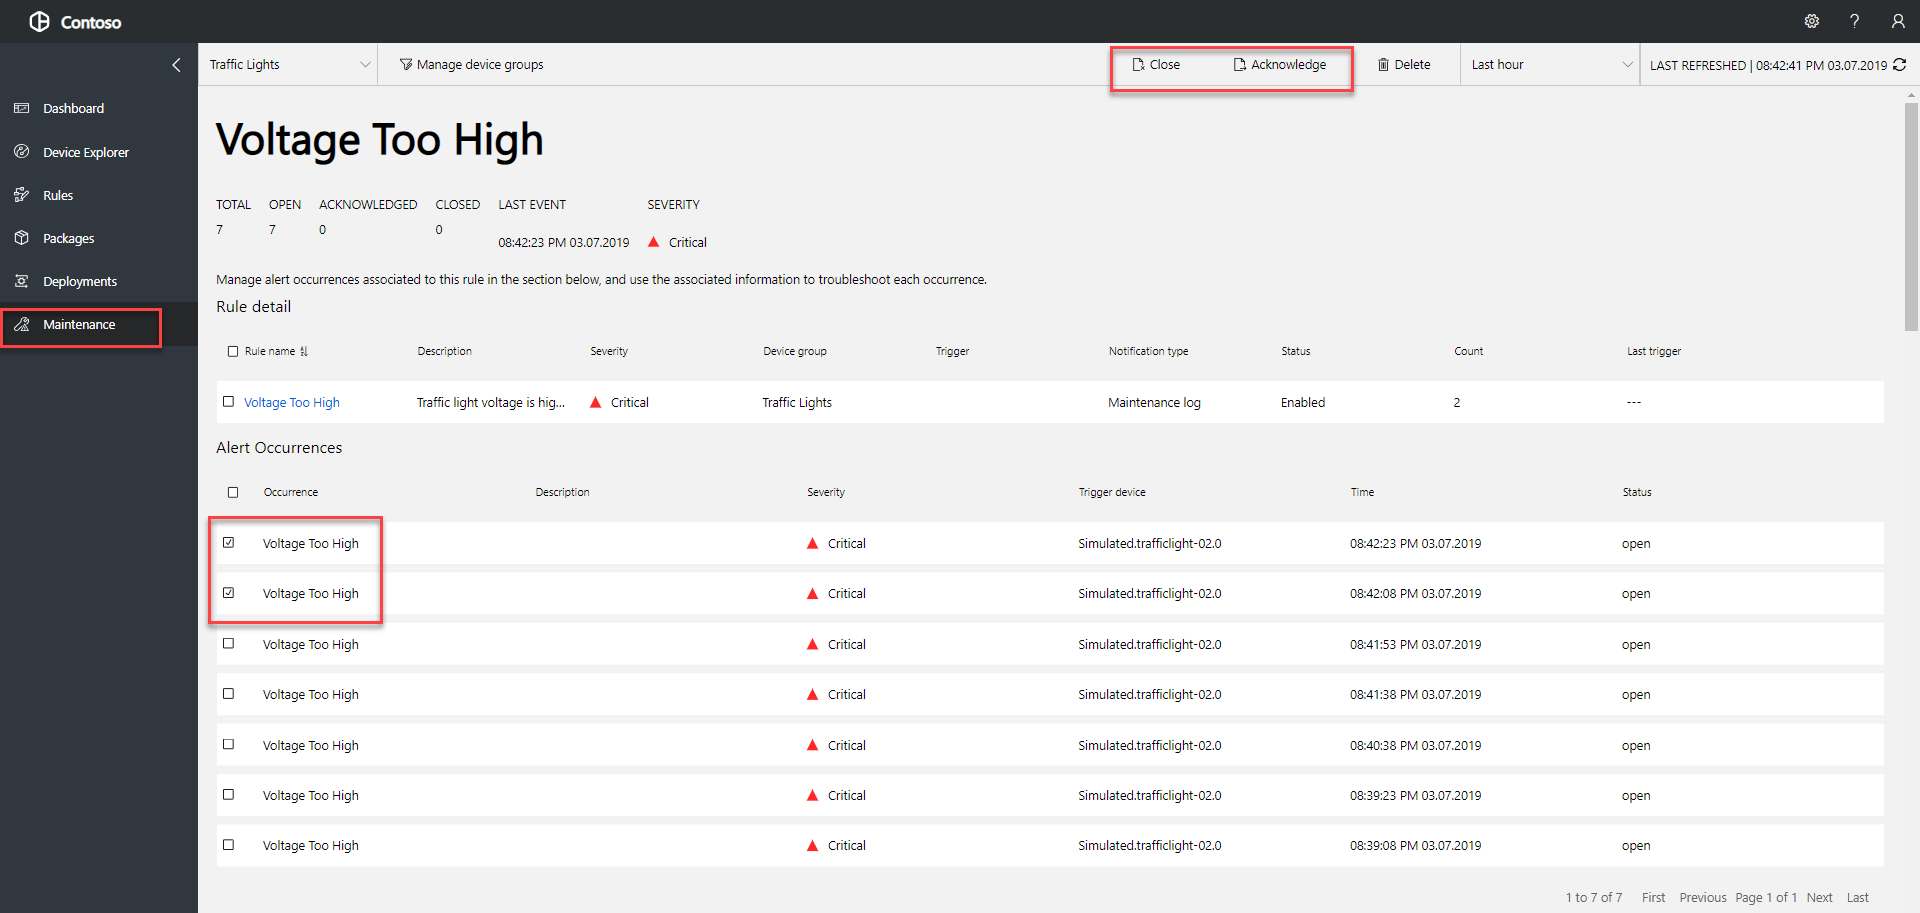 Contoso
?
Traffic Lights
Manage device groups
Close
Acknowledge
Delete
Last hour
LAST REFRESHED | 08:42:41 PM 03.07.2019
Dashboard
Device Explorer
Rules
Packages
Deployments
Maintenance
Voltage Too High
TOTAL OPEN ACKNOWLEDGED CLOSED LAST EVENT SEVERITY
7 7 0 0 08:42:23 PM 03.07.2019 Critical
Manage alert occurrences associated to this rule in the section below, and use the associated information to troubleshoot each occurrence.
Rule detail
Rule name Description Severity Device group Trigger Notification type Status Count Last trigger
Voltage Too High Traffic light voltage is hig... Critical Traffic Lights Maintenance log Enabled 2 ---
Alert Occurrences
Occurrence Description Severity Trigger device Time Status
Voltage Too High Critical Simulated.trafficlight-02.0 08:42:23 PM 03.07.2019 open
Voltage Too High Critical Simulated.trafficlight-02.0 08:42:08 PM 03.07.2019 open
Voltage Too High Critical Simulated.trafficlight-02.0 08:41:53 PM 03.07.2019 open
Voltage Too High Critical Simulated.trafficlight-02.0 08:41:38 PM 03.07.2019 open
Voltage Too High Critical Simulated.trafficlight-02.0 08:40:38 PM 03.07.2019 open
Voltage Too High Critical Simulated.trafficlight-02.0 08:39:23 PM 03.07.2019 open
Voltage Too High Critical Simulated.trafficlight-02.0 08:39:08 PM 03.07.2019 open
1 to 7 of 7 First Previous Page 1 of 1 Next Last